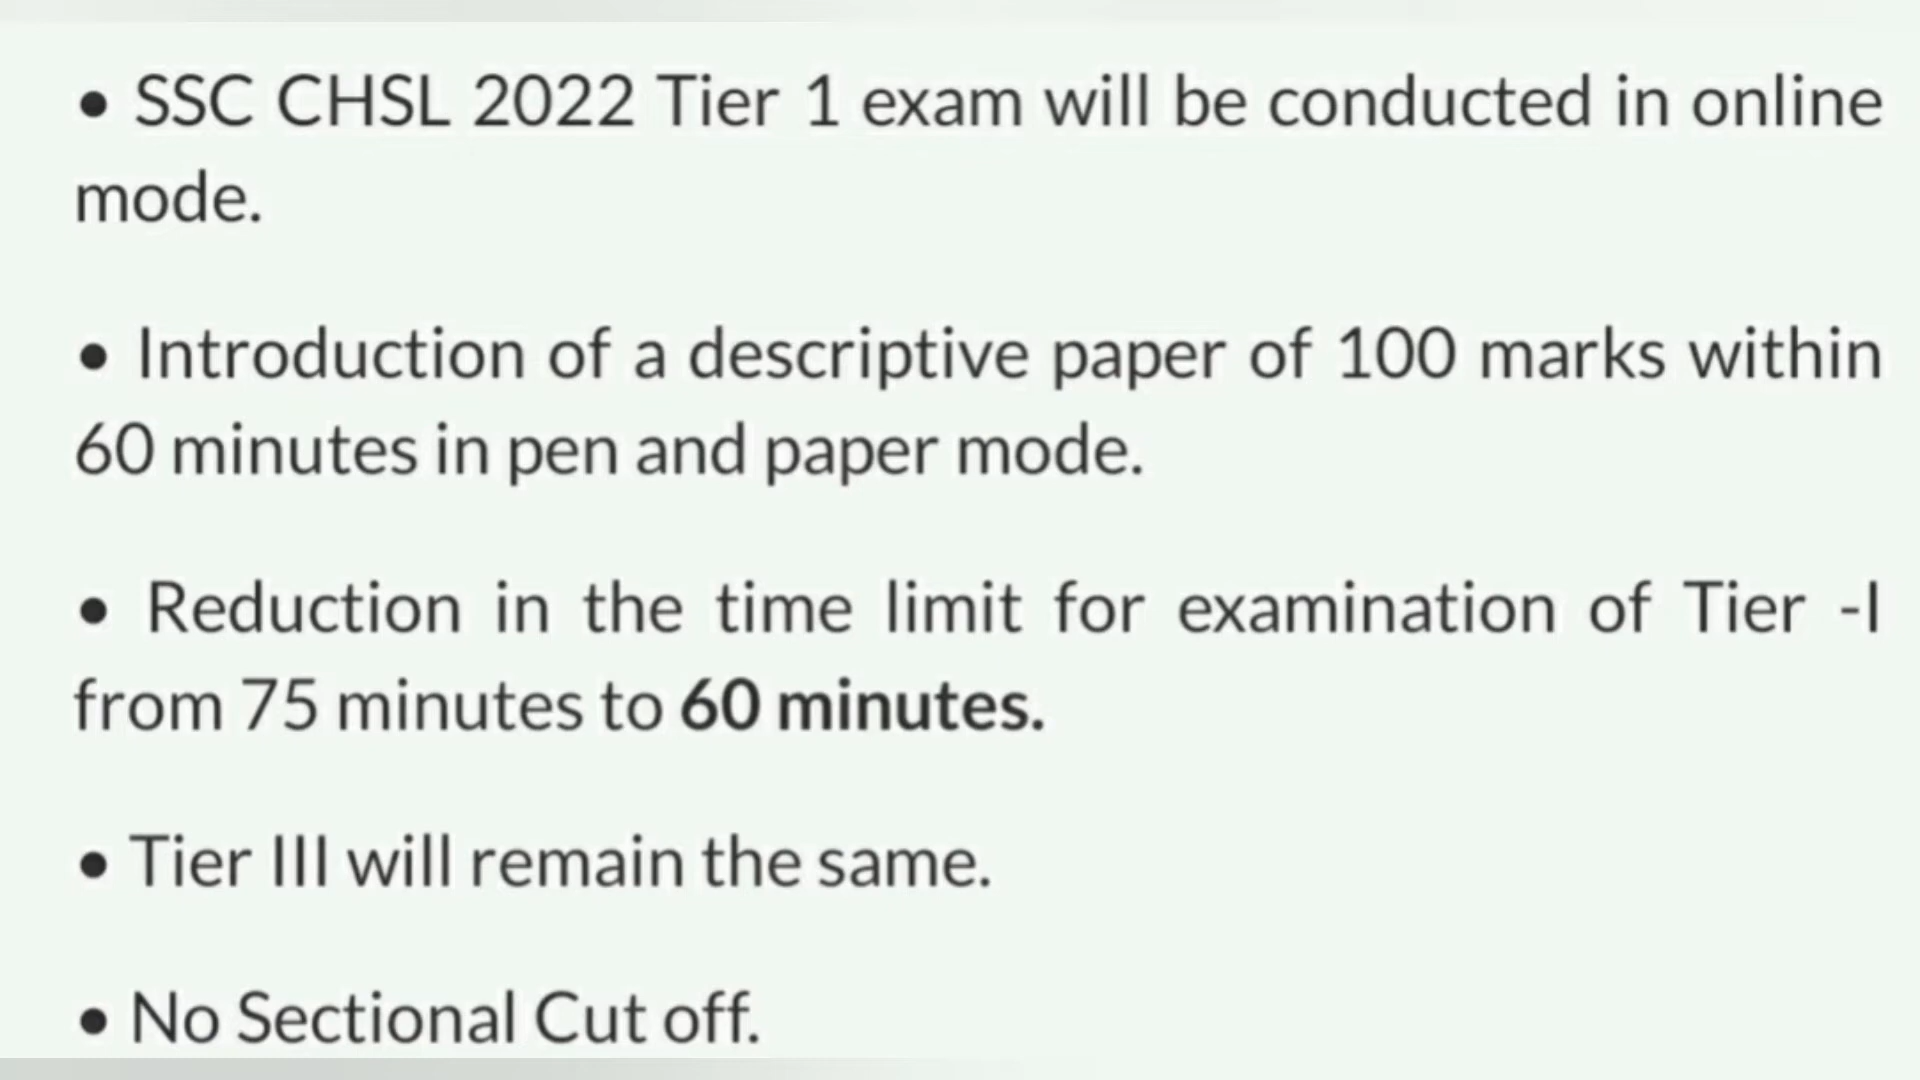 • SSC CHSL 2022 Tier 1 exam will be conducted in online
mode.
• Introduction of a descriptive paper of 100 marks within
60 minutes in pen and paper mode.
• Reduction in the time limit for examination of Tier -I
from 75 minutes to 60 minutes.
• Tier III will remain the same.
• No Sectional Cut off.